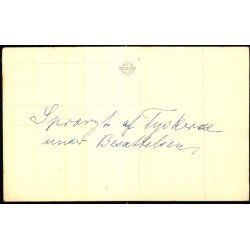 Sprængt af Tyskerne
under Besættelsen